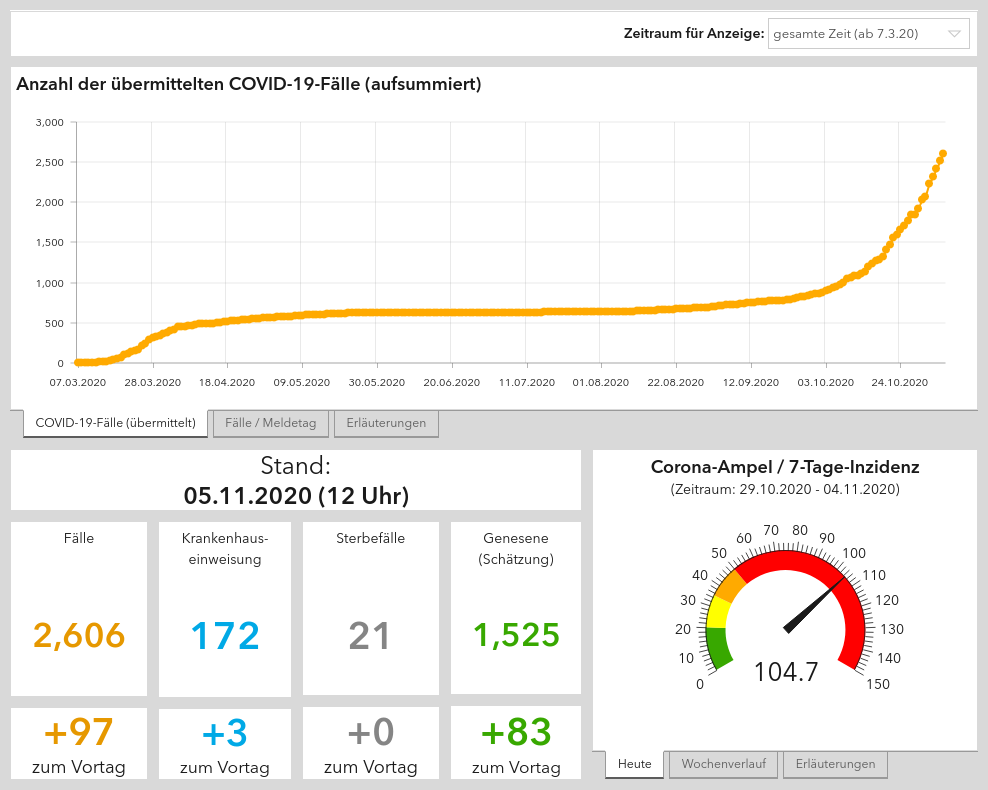 Zeitraum für Anzeige: gesamte Zeit (ab 7.3.20)
Anzahl der übermittelten COVID-19-Fälle (aufsummiert)
3,000
2,500
2,000
1,500
1,000
500
0
07.03.2020 28.03.2020 18.04.2020 09.05.2020 30.05.2020 20.06.2020 11.07.2020 01.08.2020 22.08.2020 12.09.2020 03.10.2020 24.10.2020
COVID-19-Fälle (übermittelt) Fälle / Meldetag Erläuterungen
Stand:
05.11.2020 (12 Uhr)
Fälle
2,606
+97
zum Vortag
Krankenhaus-
einweisung
172
+3
zum Vortag
Sterbefälle
21
+0
zum Vortag
Genesene
(Schätzung)
1,525
+83
zum Vortag
Corona-Ampel / 7-Tage-Inzidenz
(Zeitraum: 29.10.2020 - 04.11.2020)
0
10
20
30
40
50
60
70
80
90
100
110
120
130
140
150
104.7
Heute Wochenverlauf Erläuterungen